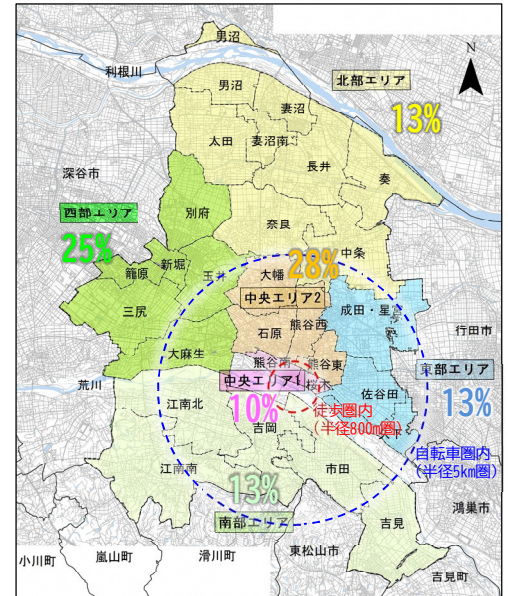 男沼
利根川
N
北部エリア
13%
男沼
妻沼
太田
妻沼南
長井
秦
深谷市
西部エリア
25%
別府
奈良
中条
28%
籠原
新堀
玉井
大幡
中央エリア2
成田・星宮
三尻
石原
熊谷西
行田市
大麻生
熊谷南
熊谷東
東部エリア
荒川
中央エリア1
桜木
佐谷田
13%
江南北
10%
徒歩圏内
(半径800m圏)
吉岡
自転車圏内
(半径5km圏)
江南南
市田
13%
鴻巣市
南部エリア
吉見
小川町
嵐山町
滑川町
東松山市
吉見町